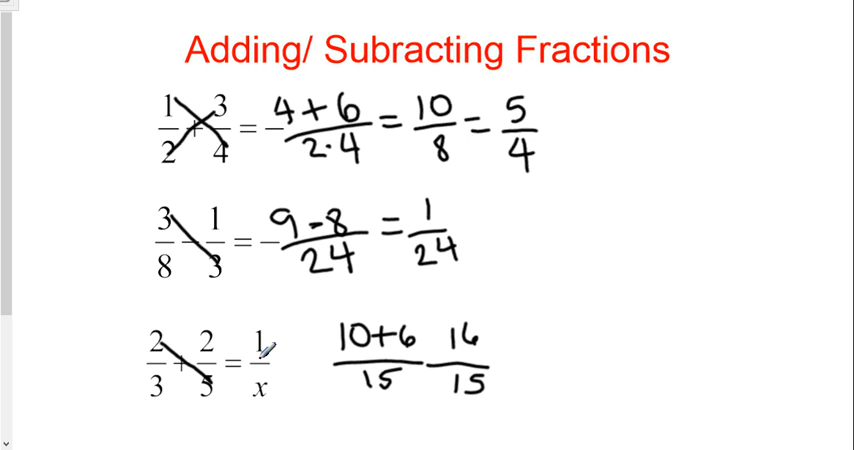 Adding/ Subracting Fractions
1/2 + 3/4 = (4+6)/(2·4) = 10/8 = 5/4
3/8 - 1/3 = (9-8)/24 = 1/24
2/3 + 2/5 = 1/x (10+6)/15 16/15